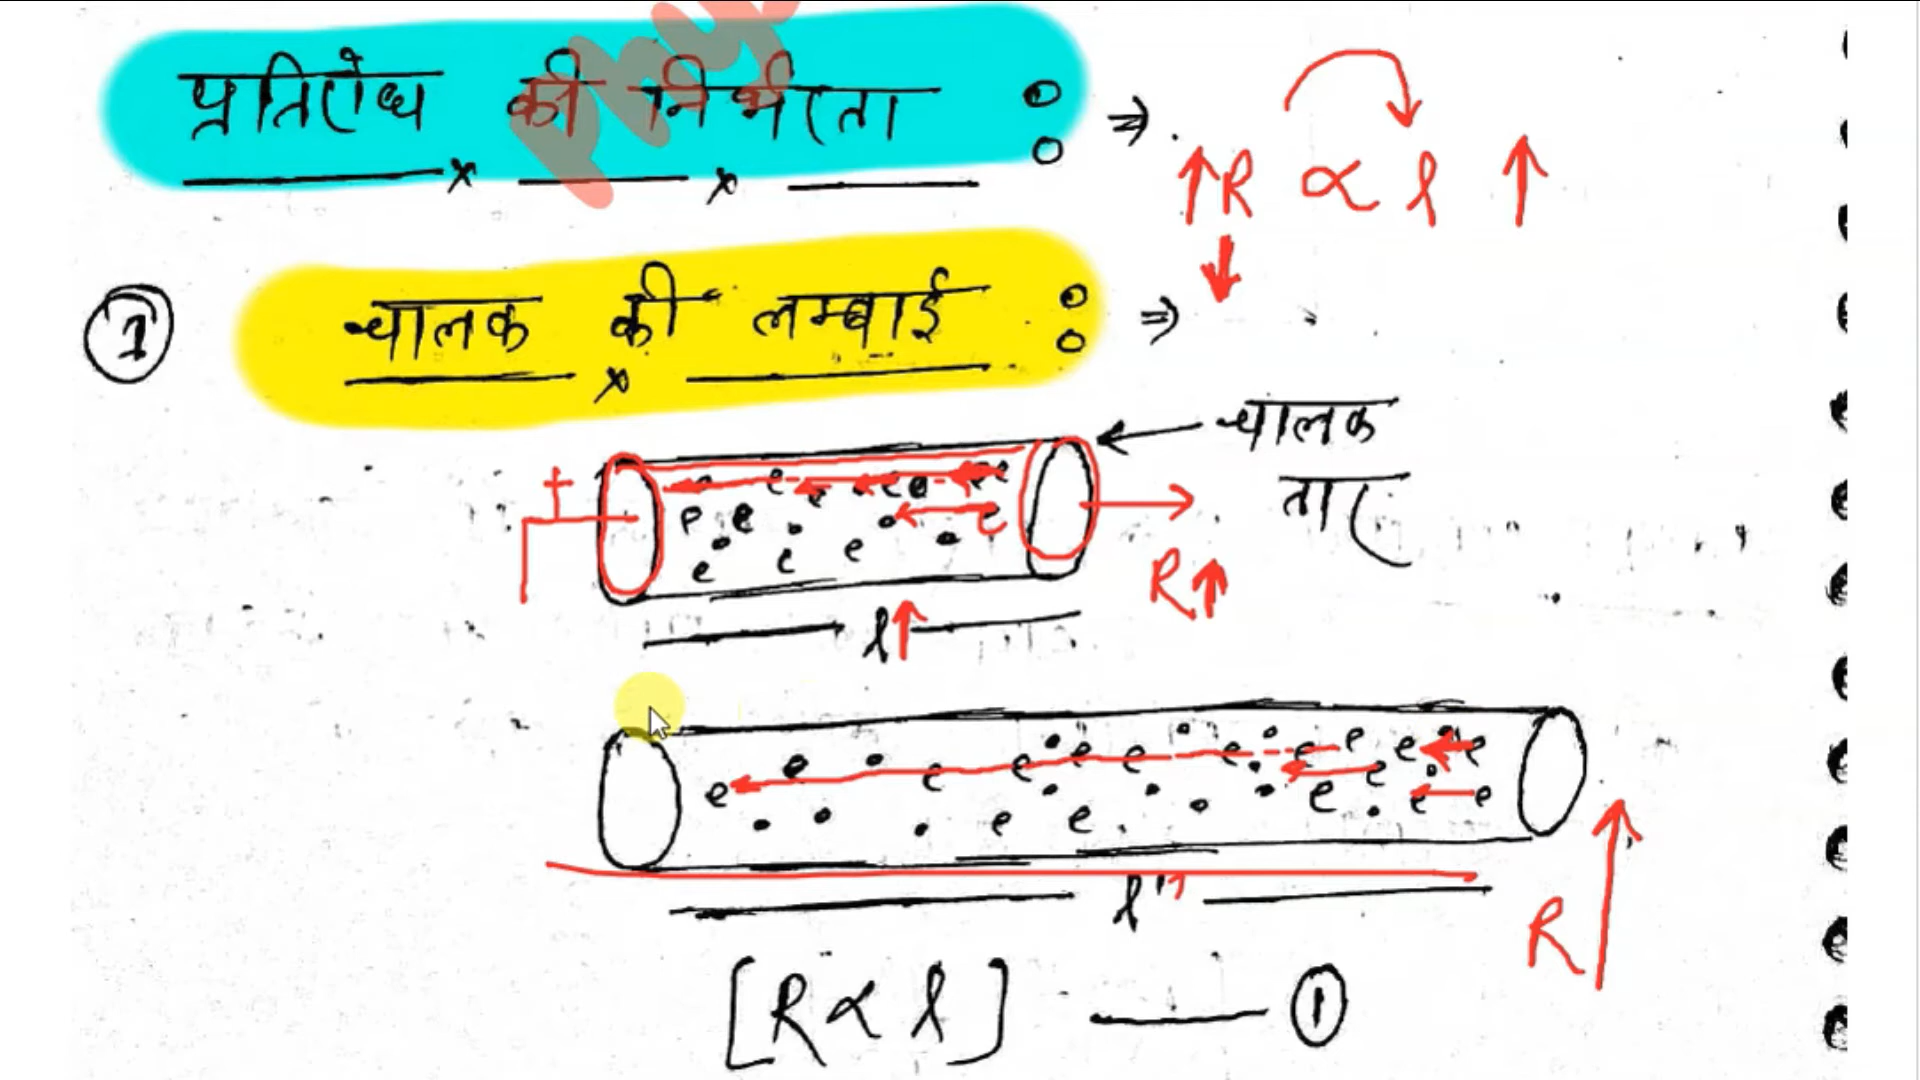 प्रतिरोध की निर्भरता : ⇒
↑R ∝ l ↑
↓
① चालक की लम्बाई : ⇒
चालक
तार
+
e e e e
e e e e
e e e
R↑
l↑
e e e e e e e
e e e e e e e
l'↑
R↑
[R ∝ l] —— ①